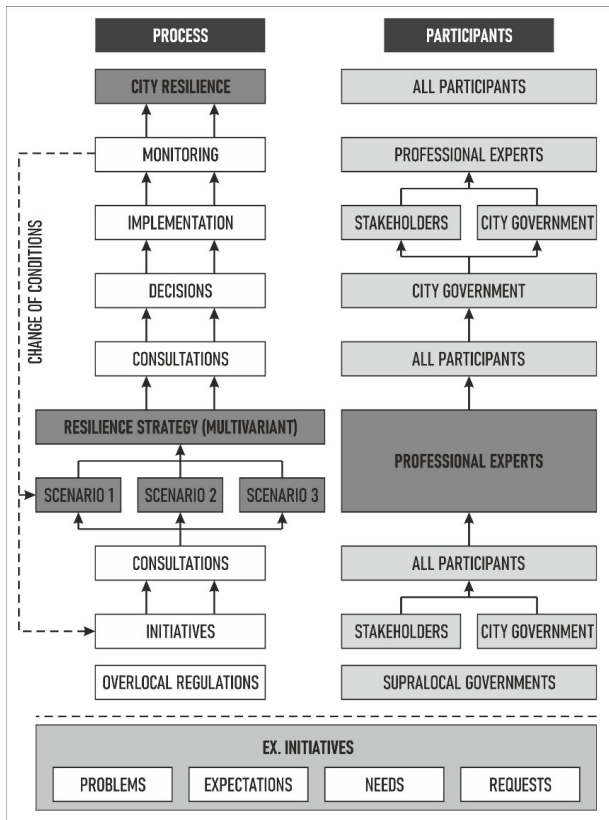 PROCESS
PARTICIPANTS
CITY RESILIENCE
ALL PARTICIPANTS
MONITORING
PROFESSIONAL EXPERTS
IMPLEMENTATION
STAKEHOLDERS
CITY GOVERNMENT
DECISIONS
CITY GOVERNMENT
CHANGE OF CONDITIONS
CONSULTATIONS
ALL PARTICIPANTS
RESILIENCE STRATEGY (MULTIVARIANT)
PROFESSIONAL EXPERTS
SCENARIO 1
SCENARIO 2
SCENARIO 3
CONSULTATIONS
ALL PARTICIPANTS
INITIATIVES
STAKEHOLDERS
CITY GOVERNMENT
OVERLOCAL REGULATIONS
SUPRALOCAL GOVERNMENTS
EX. INITIATIVES
PROBLEMS
EXPECTATIONS
NEEDS
REQUESTS